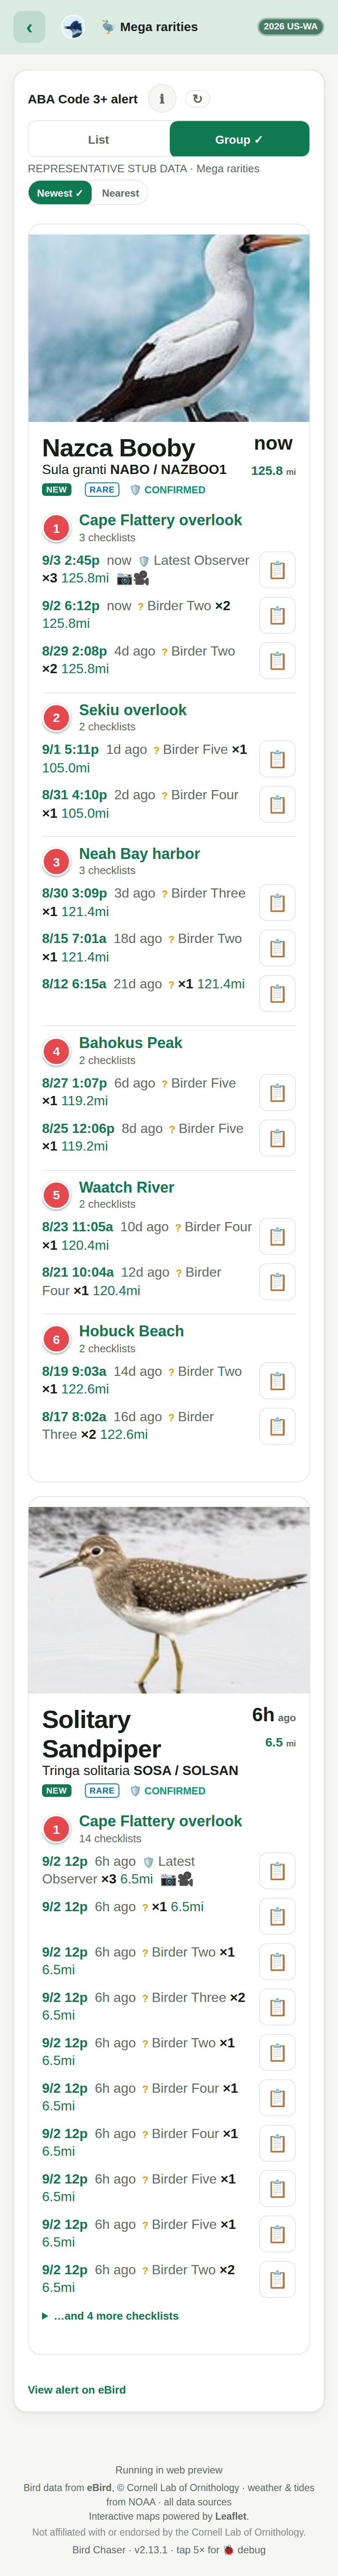 ‹ Mega rarities 2026 US-WA
ABA Code 3+ alert ℹ ↻
List Group ✓
REPRESENTATIVE STUB DATA · Mega rarities
Newest ✓ Nearest
Nazca Booby now
Sula granti NABO / NAZBOO1 125.8 mi
NEW RARE CONFIRMED
1 Cape Flattery overlook
3 checklists
9/3 2:45p now Latest Observer
×3 125.8mi
9/2 6:12p now ? Birder Two ×2
125.8mi
8/29 2:08p 4d ago ? Birder Two
×2 125.8mi
2 Sekiu overlook
2 checklists
9/1 5:11p 1d ago ? Birder Five ×1
105.0mi
8/31 4:10p 2d ago ? Birder Four
×1 105.0mi
3 Neah Bay harbor
3 checklists
8/30 3:09p 3d ago ? Birder Three
×1 121.4mi
8/15 7:01a 18d ago ? Birder Two
×1 121.4mi
8/12 6:15a 21d ago ? ×1 121.4mi
4 Bahokus Peak
2 checklists
8/27 1:07p 6d ago ? Birder Five
×1 119.2mi
8/25 12:06p 8d ago ? Birder Five
×1 119.2mi
5 Waatch River
2 checklists
8/23 11:05a 10d ago ? Birder Four
×1 120.4mi
8/21 10:04a 12d ago ? Birder
Four ×1 120.4mi
6 Hobuck Beach
2 checklists
8/19 9:03a 14d ago ? Birder Two
×1 122.6mi
8/17 8:02a 16d ago ? Birder
Three ×2 122.6mi
Solitary 6h ago
Sandpiper 6.5 mi
Tringa solitaria SOSA / SOLSAN
NEW RARE CONFIRMED
1 Cape Flattery overlook
14 checklists
9/2 12p 6h ago Latest
Observer ×3 6.5mi
9/2 12p 6h ago ? ×1 6.5mi
9/2 12p 6h ago ? Birder Two ×1
6.5mi
9/2 12p 6h ago ? Birder Three ×2
6.5mi
9/2 12p 6h ago ? Birder Two ×1
6.5mi
9/2 12p 6h ago ? Birder Four ×1
6.5mi
9/2 12p 6h ago ? Birder Four ×1
6.5mi
9/2 12p 6h ago ? Birder Five ×1
6.5mi
9/2 12p 6h ago ? Birder Five ×1
6.5mi
9/2 12p 6h ago ? Birder Two ×2
6.5mi
▶ …and 4 more checklists
View alert on eBird
Running in web preview
Bird data from eBird, © Cornell Lab of Ornithology · weather & tides
from NOAA · all data sources
Interactive maps powered by Leaflet.
Not affiliated with or endorsed by the Cornell Lab of Ornithology.
Bird Chaser · v2.13.1 · tap 5× for 🐞 debug